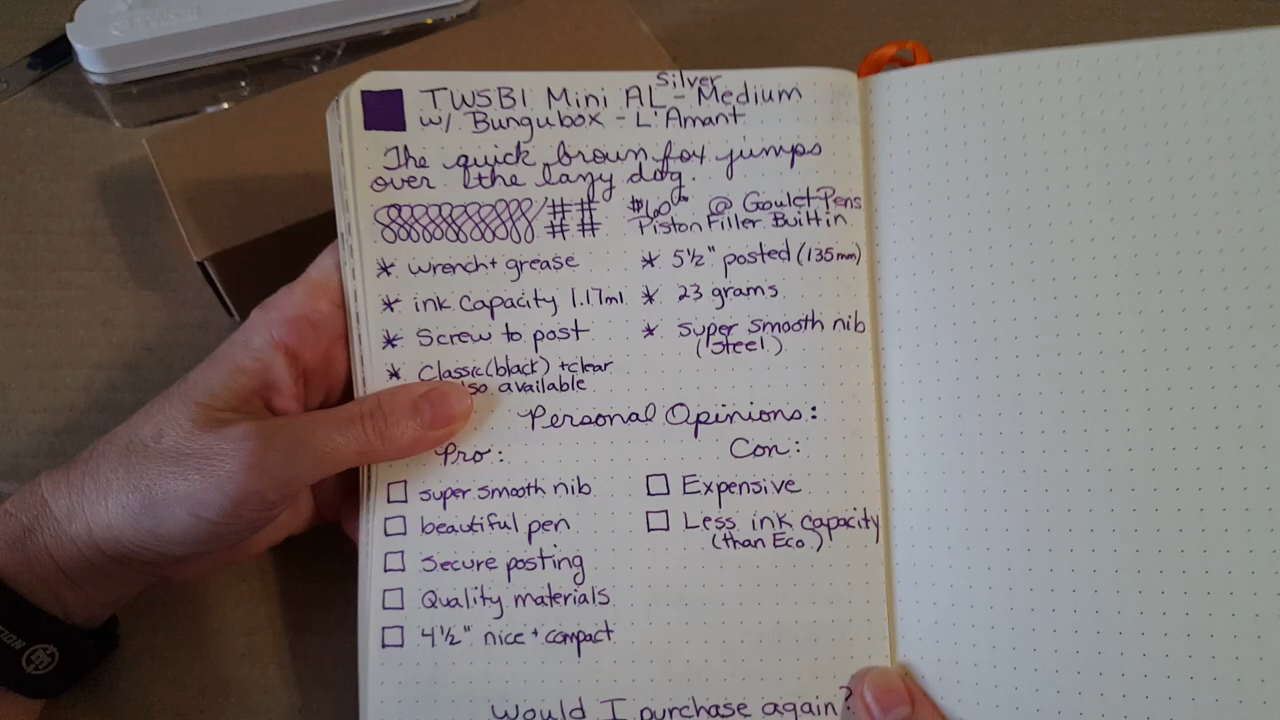 Silver
TWSBI Mini AL - Medium
w/ Bungubox - L'Amant
The quick brown fox jumps
over the lazy dog.
$60 @ Goulet Pens
Piston Filler Built in
* wrench + grease
* ink capacity 1.17ml
* Screw to post
* Classic (black) + clear
also available
* 5½" posted (135mm)
* 23 grams
* super smooth nib
(steel)
Personal Opinions:
Pro:
super smooth nib
beautiful pen
Secure posting
Quality materials
4½" nice + compact
Con:
Expensive
Less ink capacity
(than Eco)
Would I purchase again?